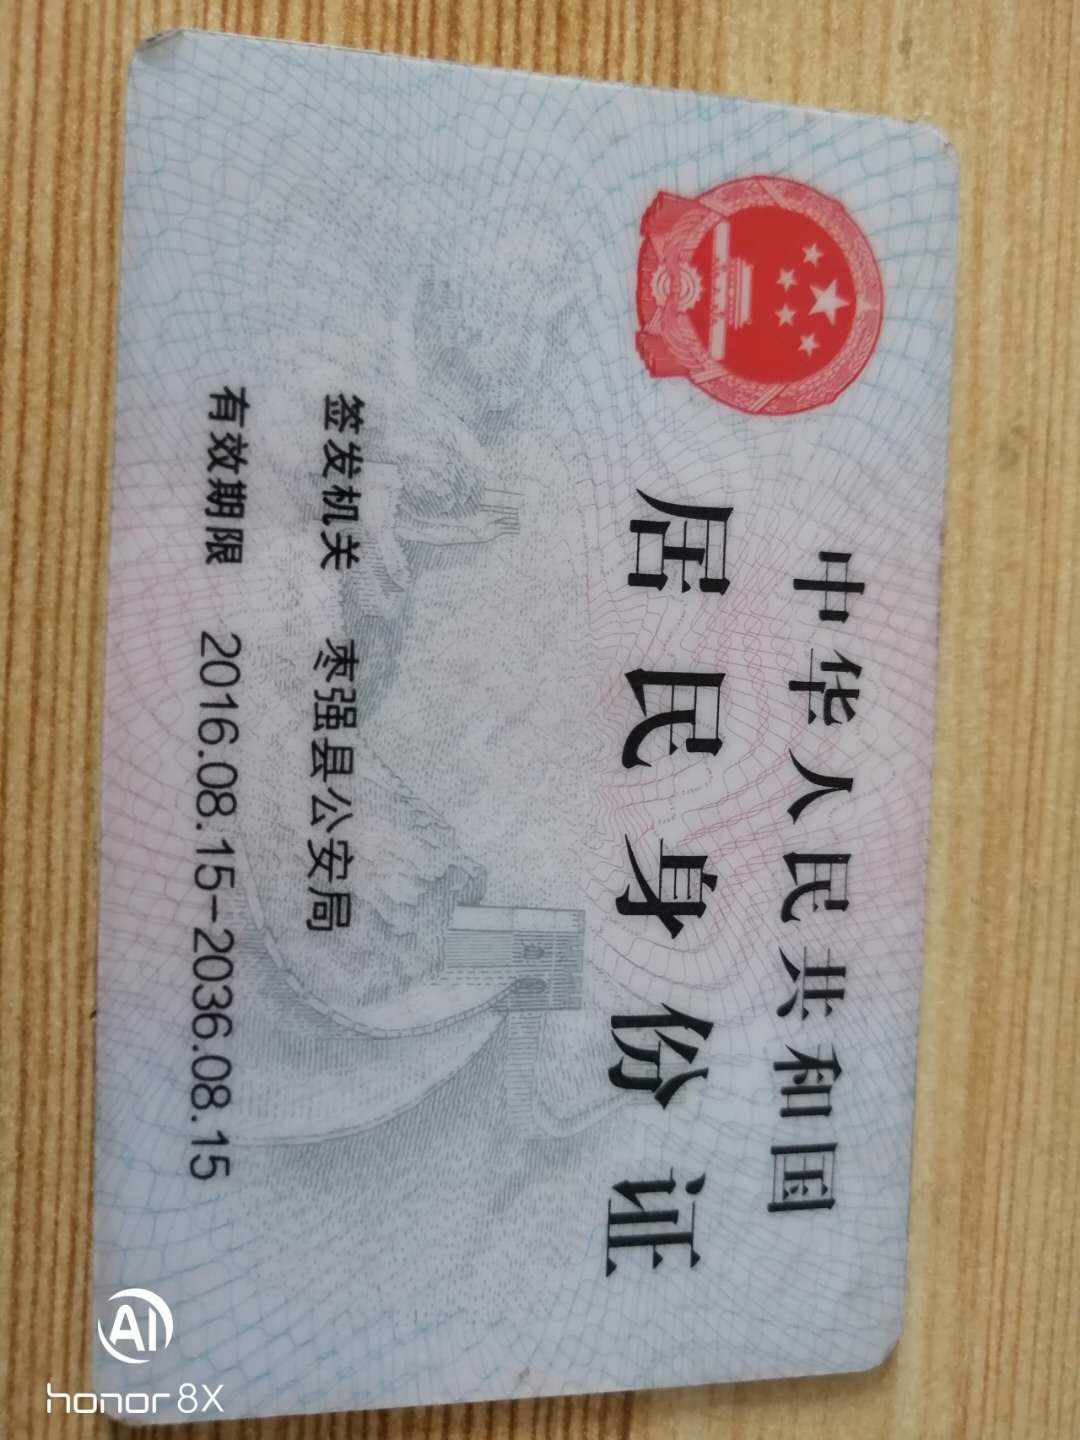 中华人民共和国
居民身份证
签发机关 枣强县公安局
有效期限 2016.08.15-2036.08.15
AI
honor 8X